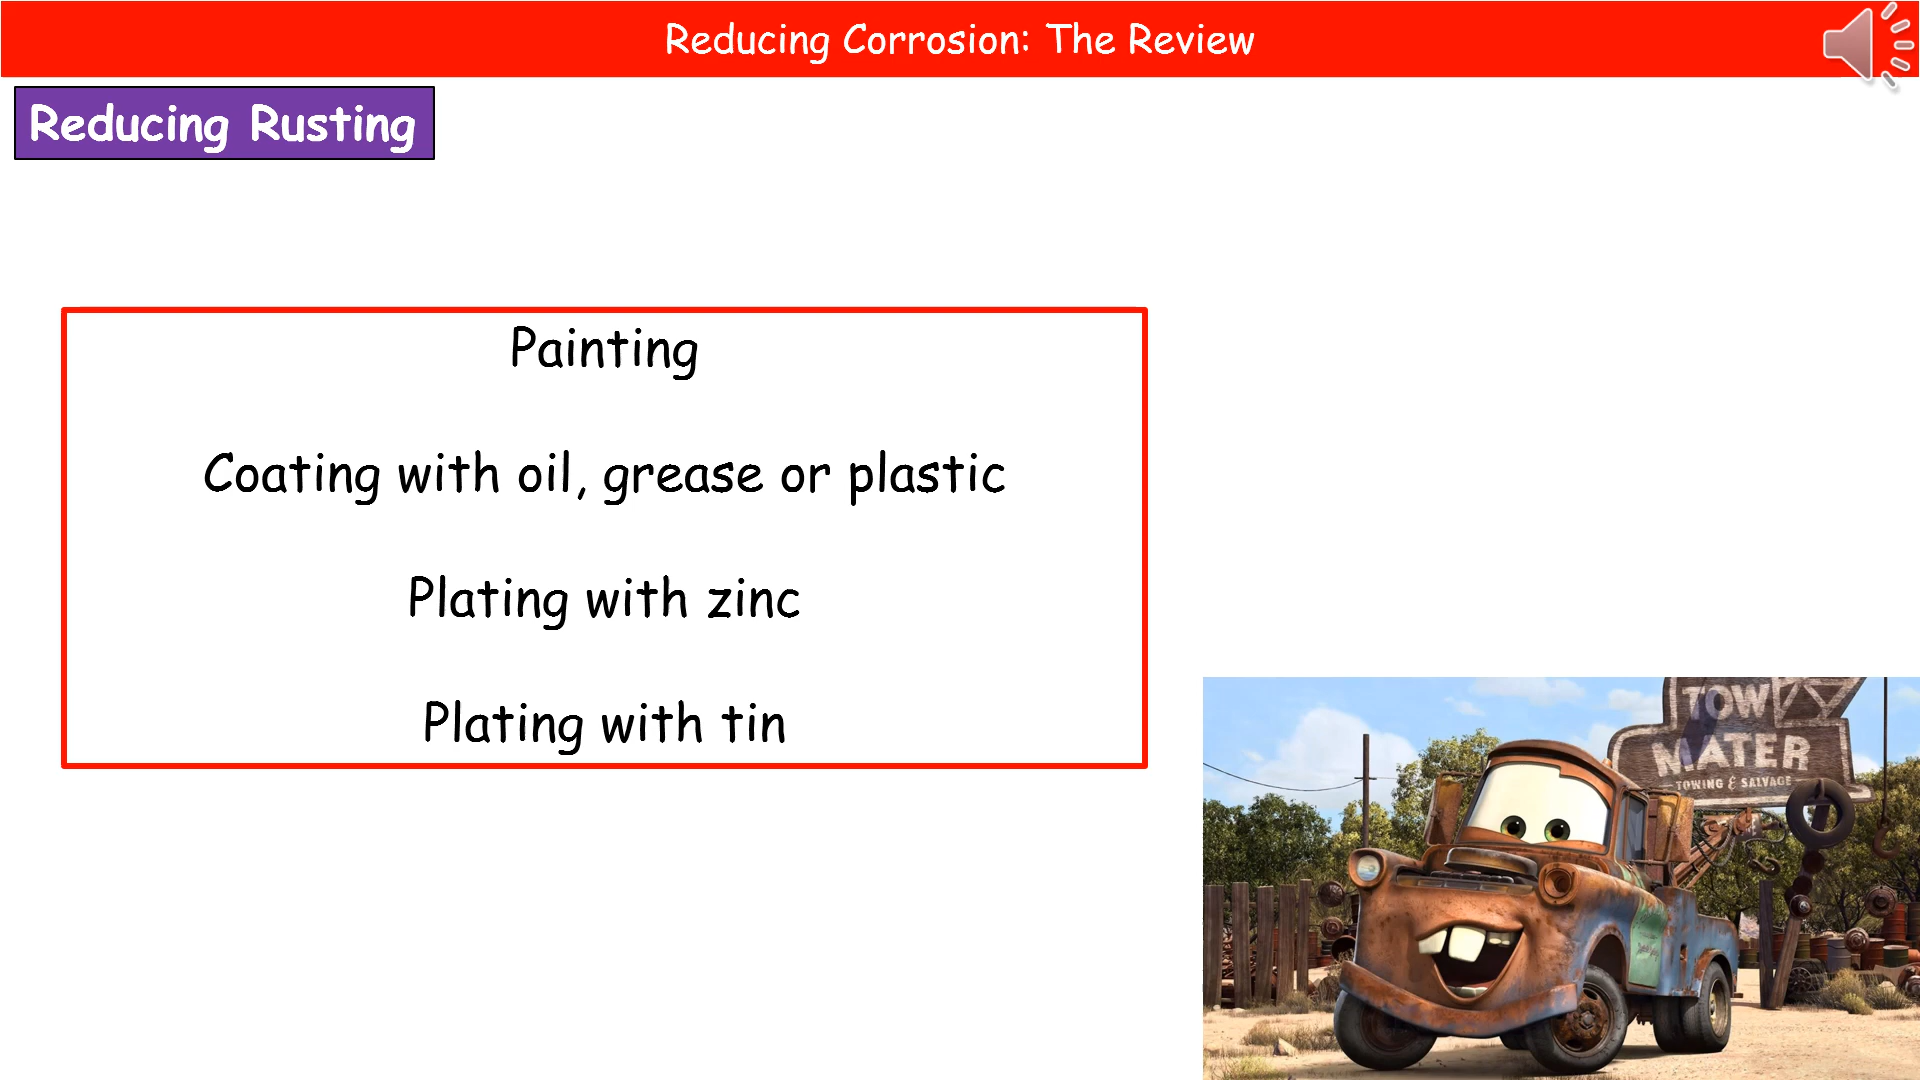 Reducing Corrosion: The Review
Reducing Rusting
Painting
Coating with oil, grease or plastic
Plating with zinc
Plating with tin
TOW
MATER
TOWING & SALVAGE